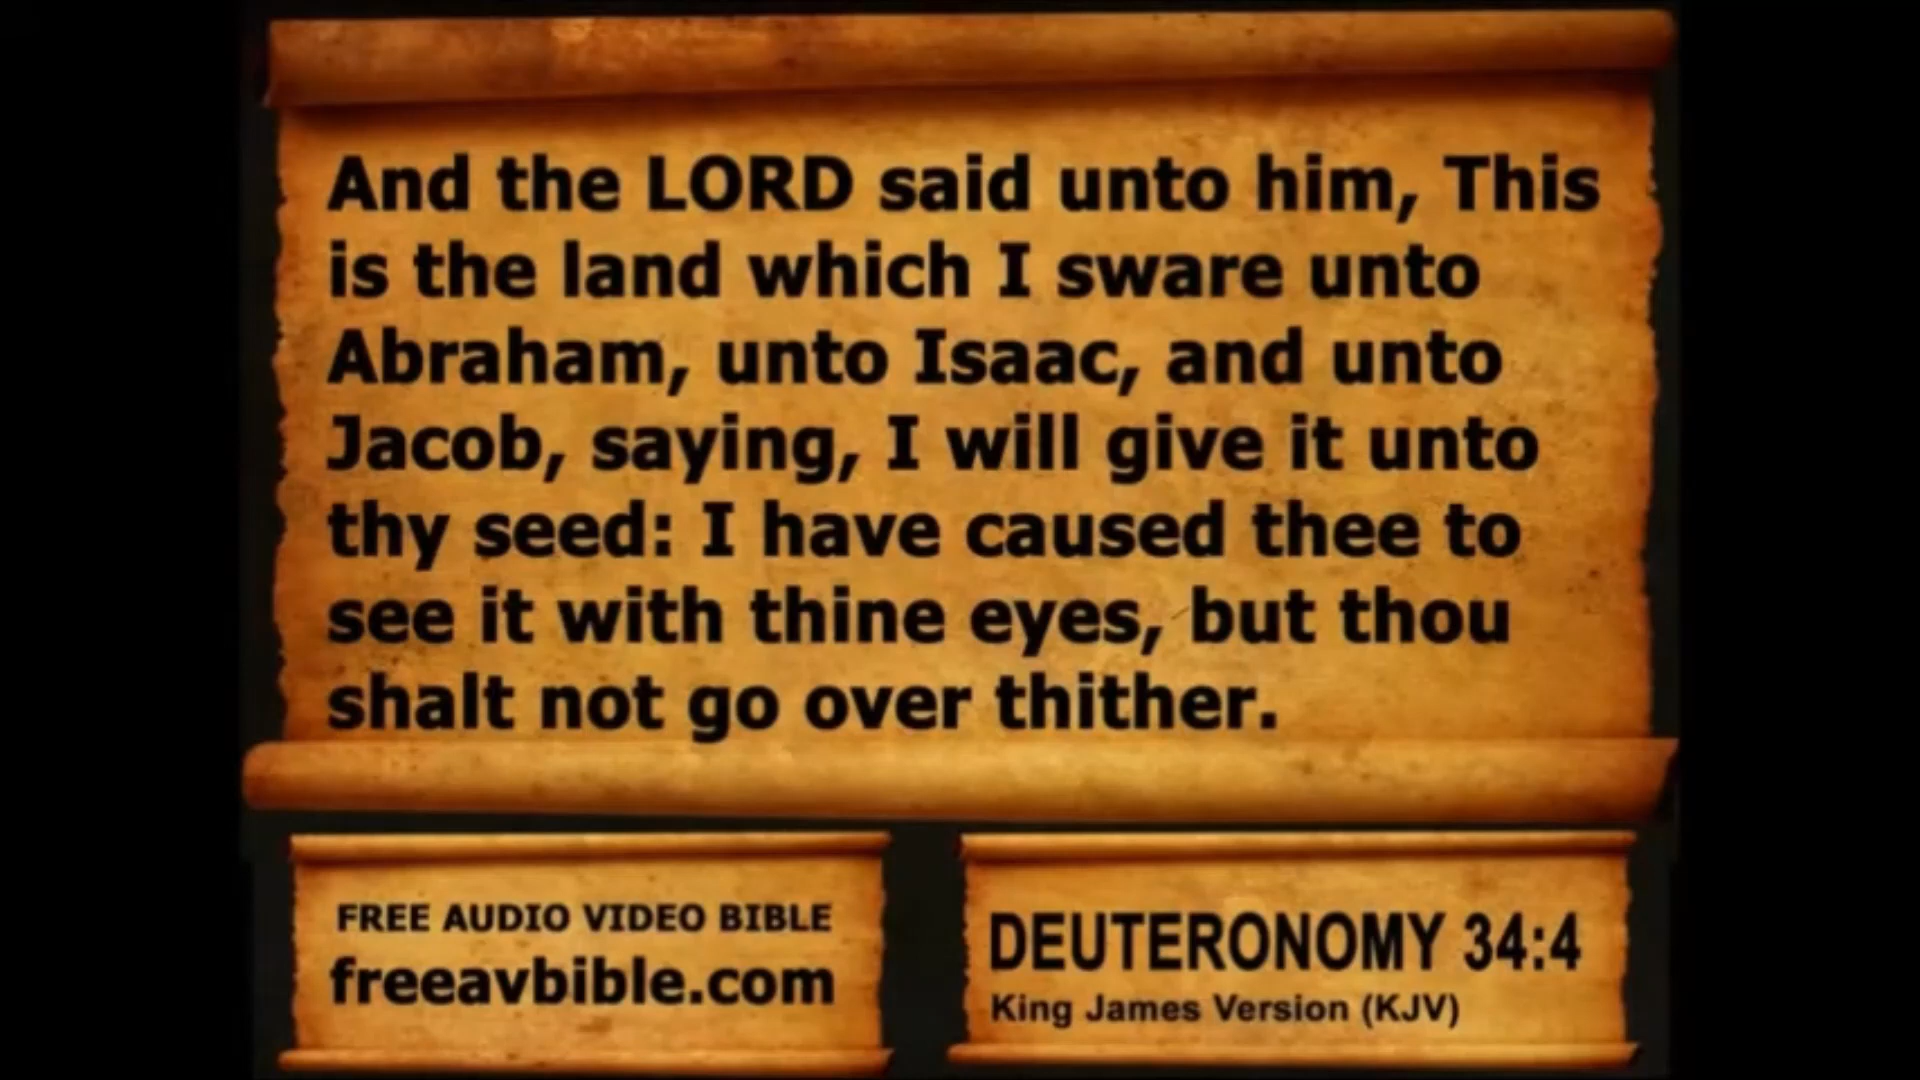 And the LORD said unto him, This
is the land which I sware unto
Abraham, unto Isaac, and unto
Jacob, saying, I will give it unto
thy seed: I have caused thee to
see it with thine eyes, but thou
shalt not go over thither.
FREE AUDIO VIDEO BIBLE
freeavbible.com
DEUTERONOMY 34:4
King James Version (KJV)